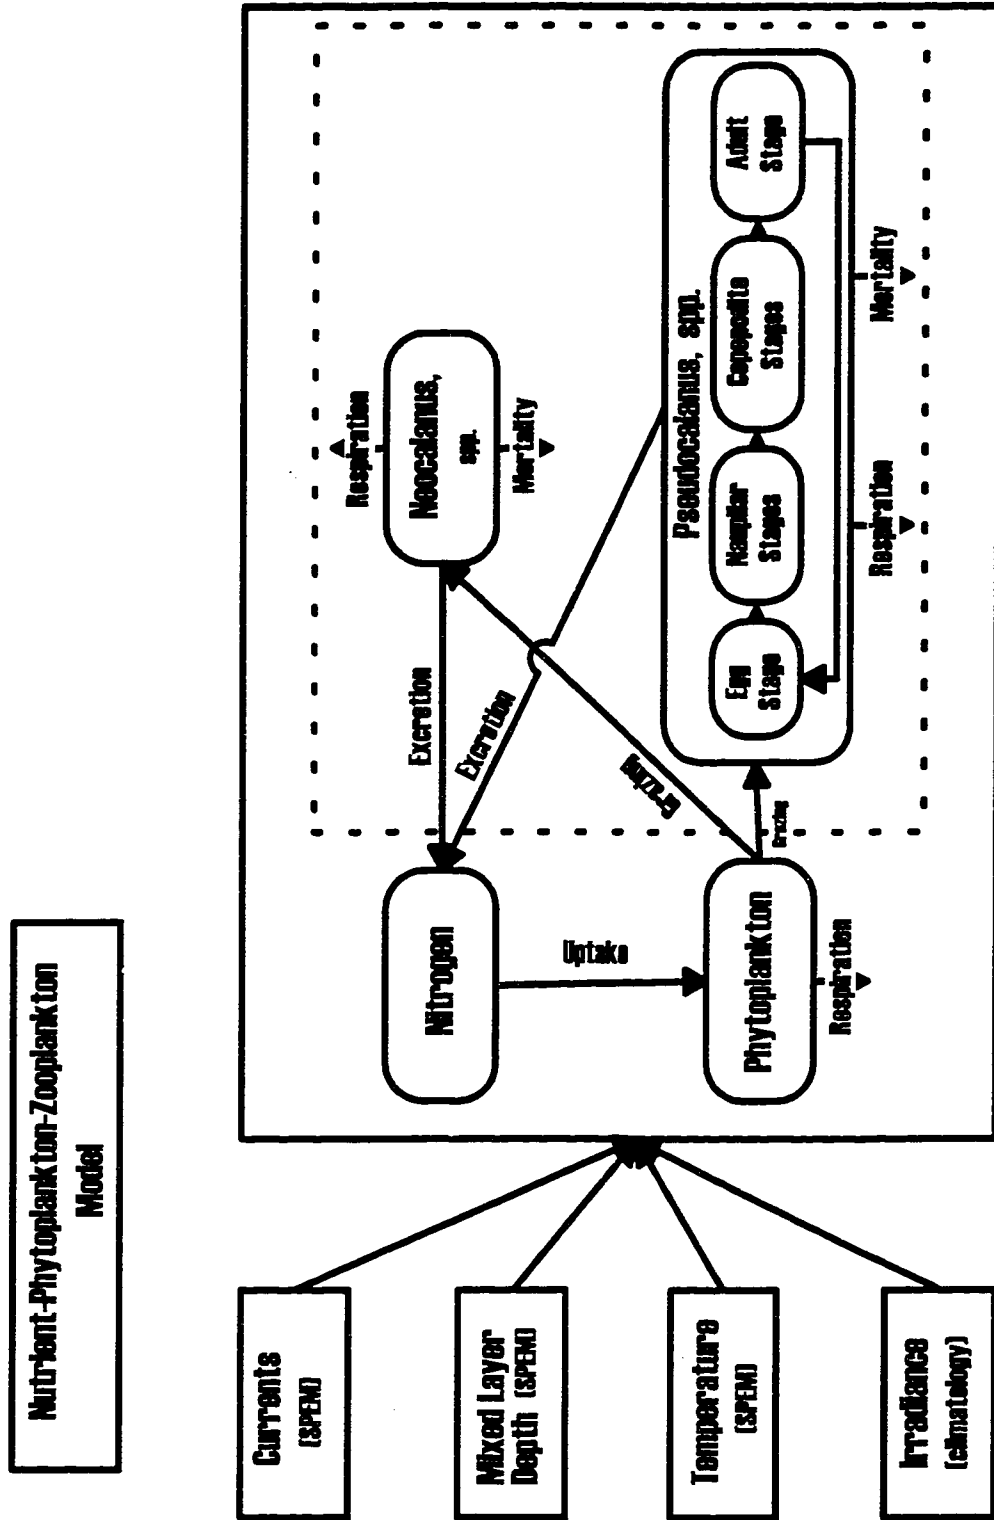 Nutrient-Phytoplankton-Zooplankton
Model
Currents
(SPEM)
Mixed Layer
Depth (SPEM)
Temperature
(SPEM)
Irradiance
(climatology)
Nitrogen
Uptake
Phytoplankton
Respiration
Excretion
Excretion
Grazing
Grazing
Respiration
Neocalanus,
spp.
Mortality
Pseudocalanus, spp.
Egg
Stage
Naupliar
Stages
Copepodite
Stages
Adult
Stage
Respiration
Mortality